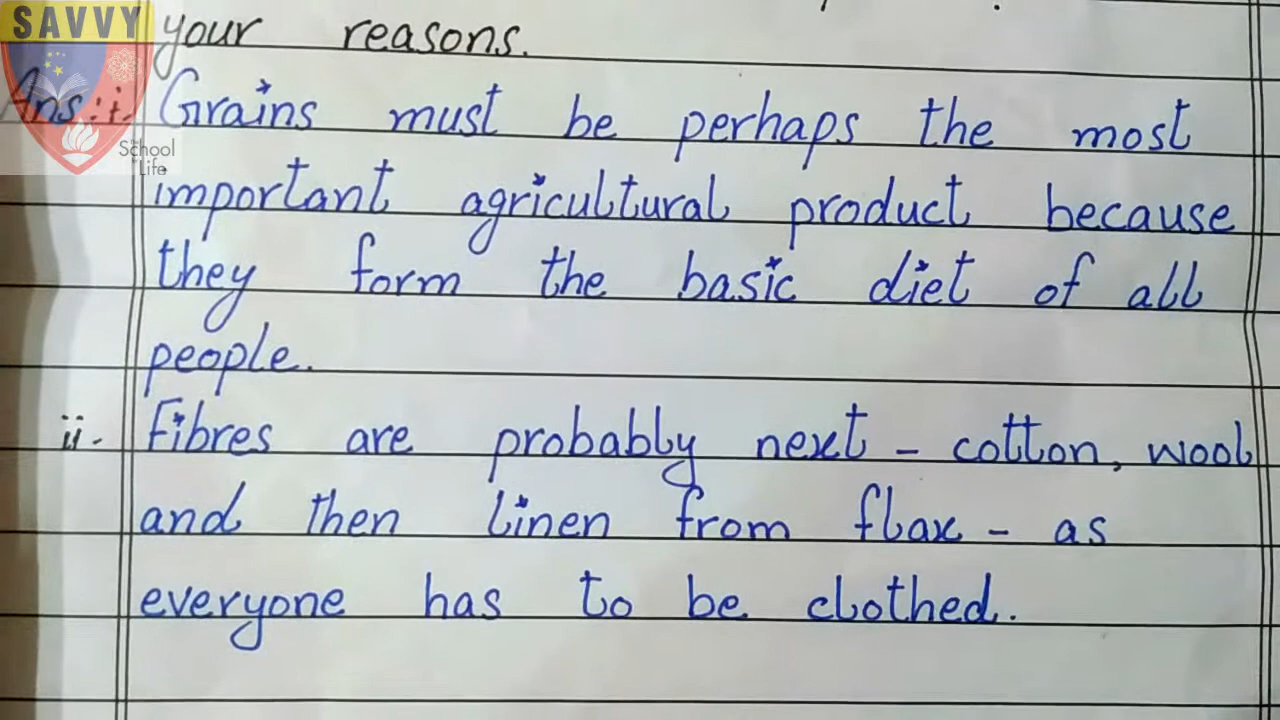 SAVVY
School
of Life
your reasons.
Ans: i. Grains must be perhaps the most
important agricultural product because
they form the basic diet of all
people.
ii. Fibres are probably next - cotton, wool
and then linen from flax - as
everyone has to be clothed.